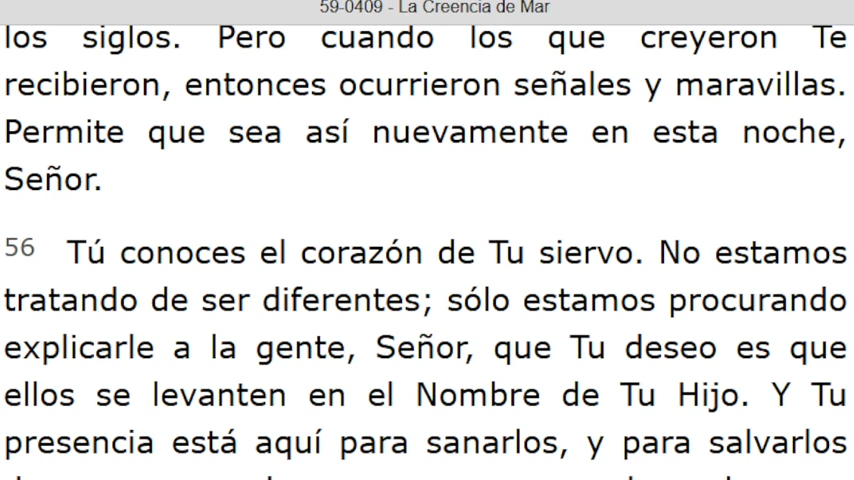 59-0409 - La Creencia de Mar
los siglos. Pero cuando los que creyeron Te
recibieron, entonces ocurrieron señales y maravillas.
Permite que sea así nuevamente en esta noche,
Señor.
56 Tú conoces el corazón de Tu siervo. No estamos
tratando de ser diferentes; sólo estamos procurando
explicarle a la gente, Señor, que Tu deseo es que
ellos se levanten en el Nombre de Tu Hijo. Y Tu
presencia está aquí para sanarlos, y para salvarlos